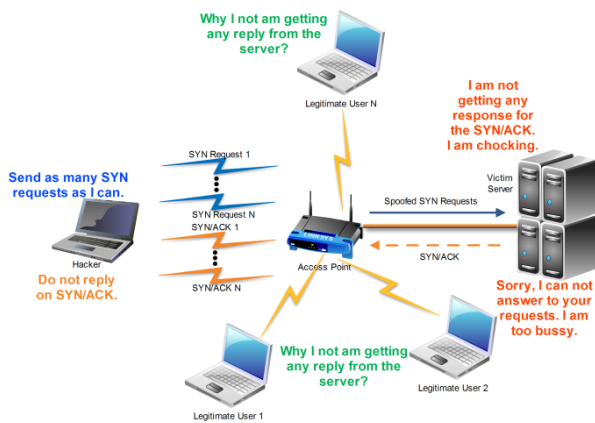 Why I not am getting
any reply from the
server?
Legitimate User N
I am not
getting any
response for
the SYN/ACK.
I am chocking.
SYN Request 1
Send as many SYN
requests as I can.
Victim
Server
SYN Request N
Spoofed SYN Requests
SYN/ACK 1
LINKSYS
Hacker
Access Point
SYN/ACK
Do not reply
on SYN/ACK.
SYN/ACK N
Sorry, I can not
answer to your
requests. I am
too bussy.
Why I not am getting
any reply from the
server?
Legitimate User 2
Legitimate User 1